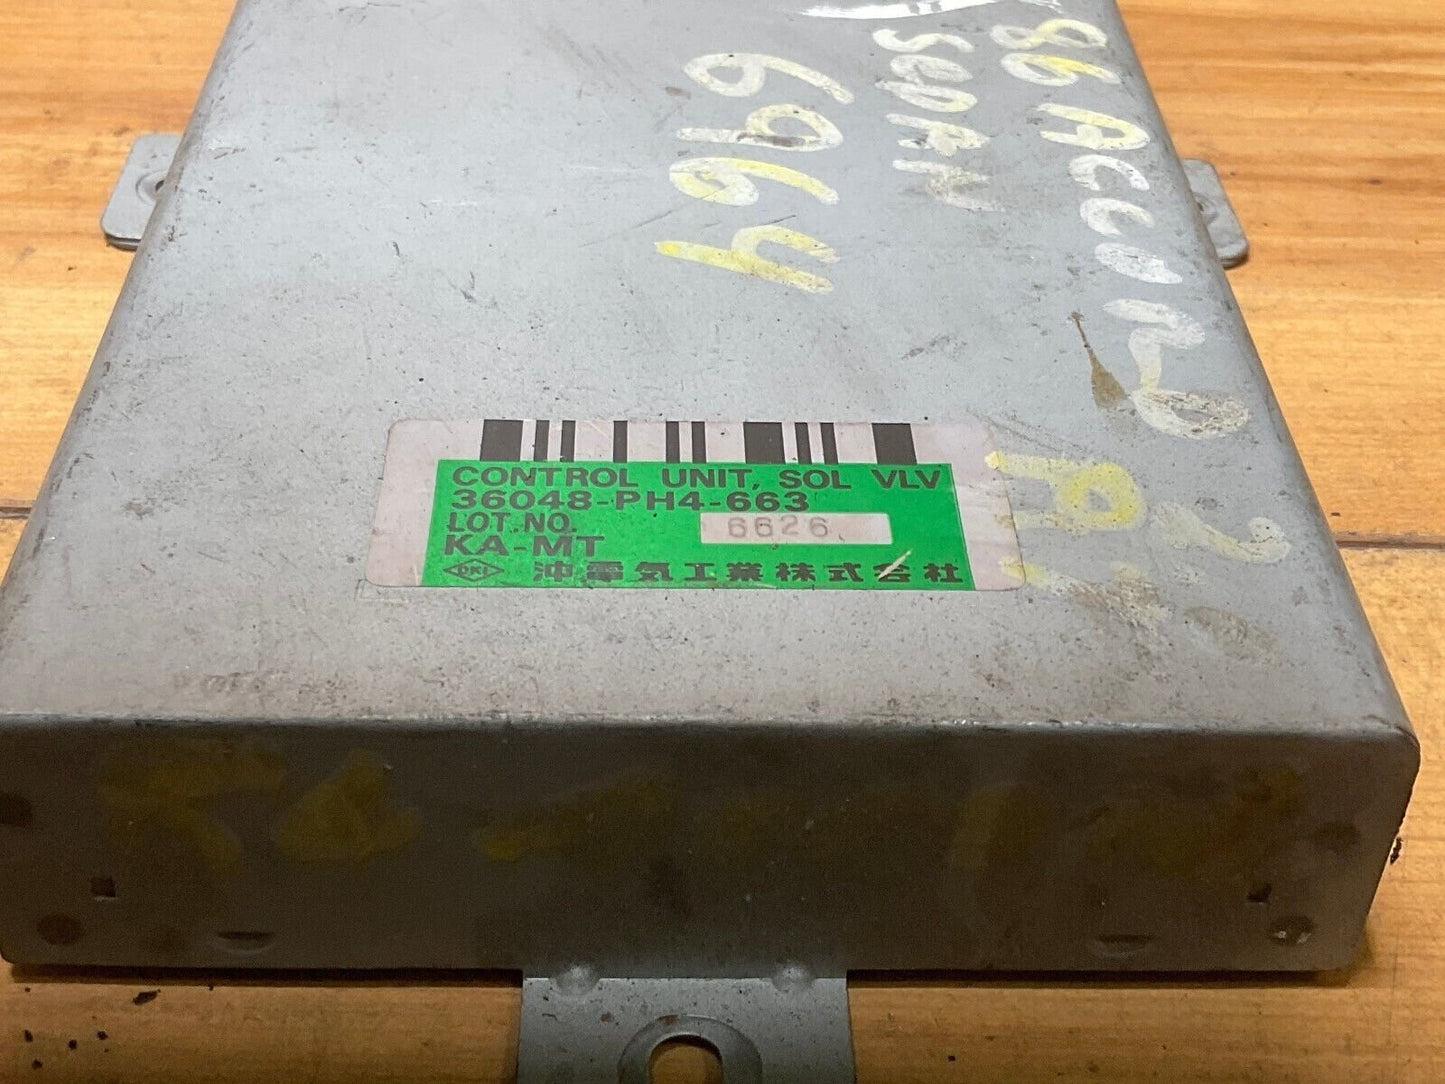 86 ACCORD
SEDAN
6964
CONTROL UNIT, SOL VLV
36048-PH4-663
LOT. NO. 6626
KA-MT
OKI 沖電気工業株式会社